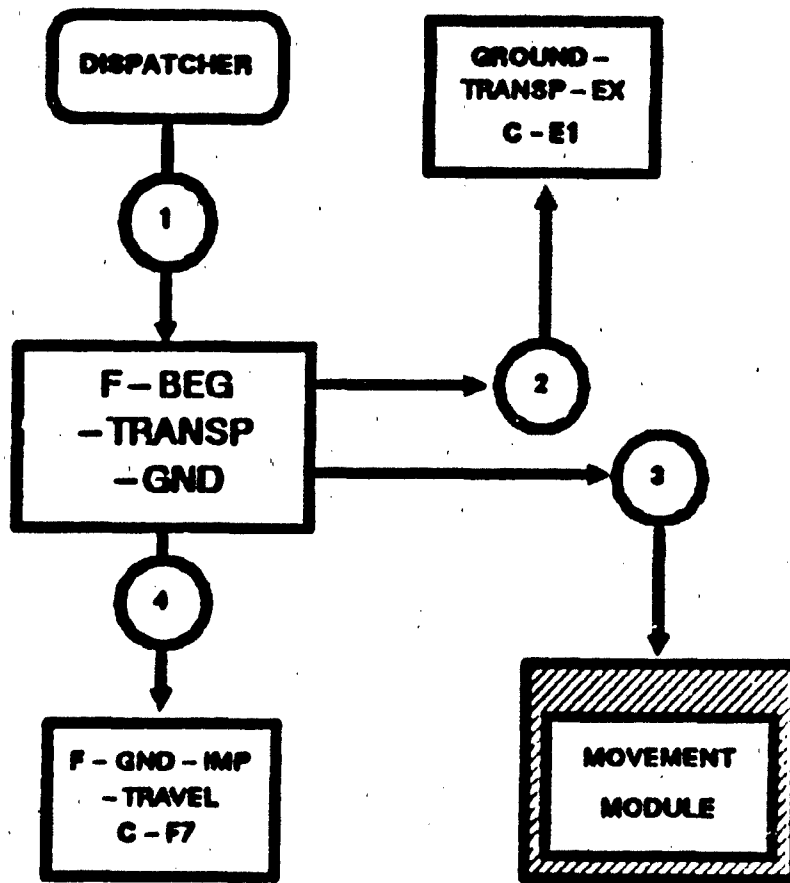 DISPATCHER
GROUND-
TRANSP-EX
C-E1
1
F-BEG
-TRANSP
-GND
2
3
4
F-GND-IMP
-TRAVEL
C-F7
MOVEMENT
MODULE